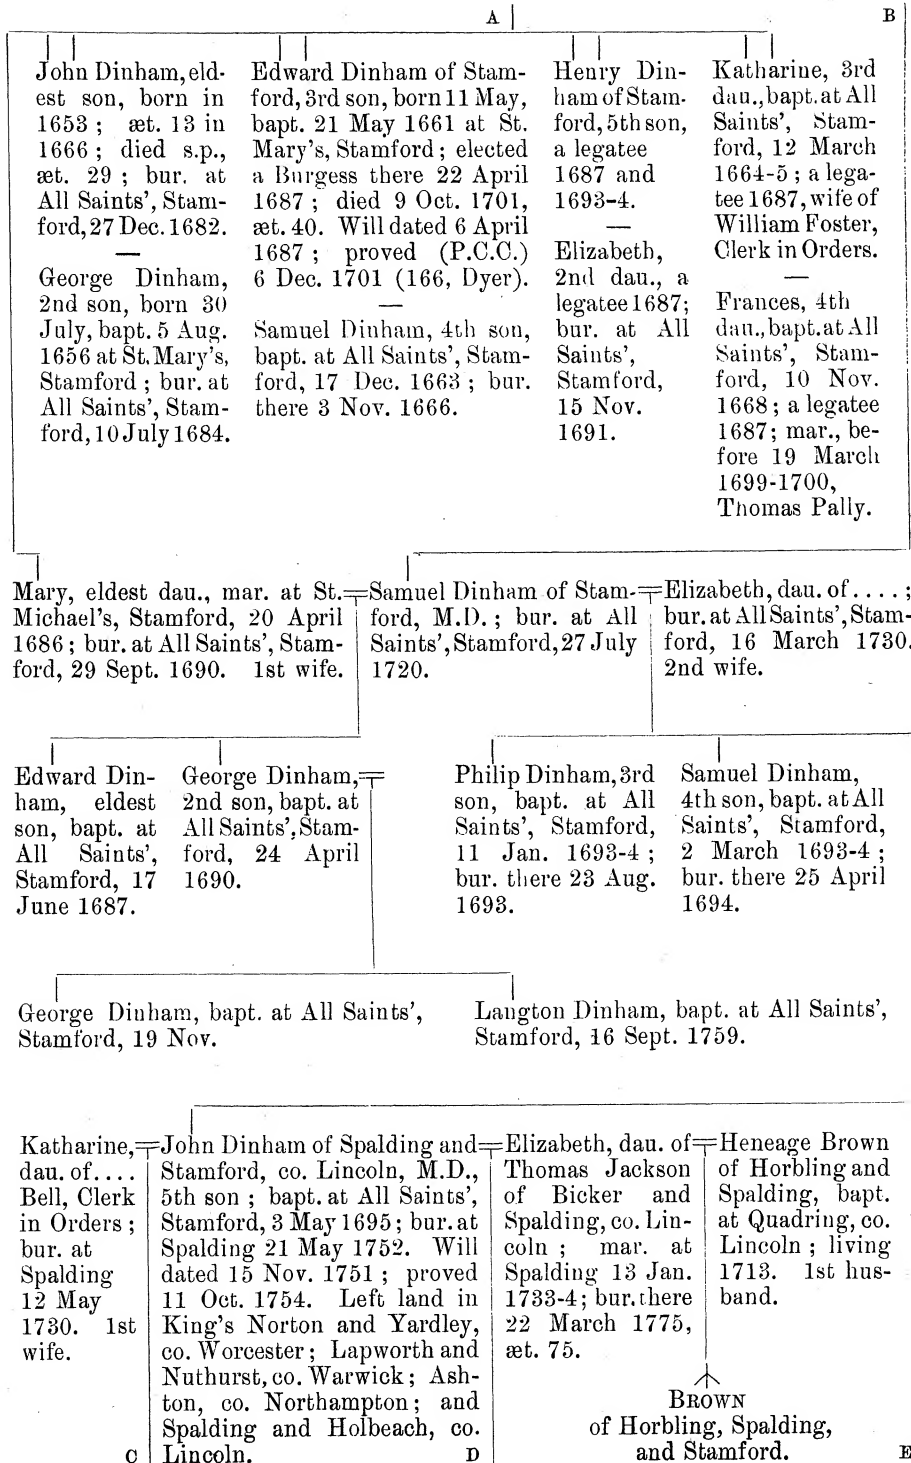 A
B
John Dinham, eld-
est son, born in
1653 ; æt. 13 in
1666 ; died s.p.,
æt. 29 ; bur. at
All Saints', Stam-
ford, 27 Dec. 1682.
—
George Dinham,
2nd son, born 30
July, bapt. 5 Aug.
1656 at St. Mary's,
Stamford ; bur. at
All Saints', Stam-
ford, 10 July 1684.
Edward Dinham of Stam-
ford, 3rd son, born 11 May,
bapt. 21 May 1661 at St.
Mary's, Stamford ; elected
a Burgess there 22 April
1687 ; died 9 Oct. 1701,
æt. 40. Will dated 6 April
1687 ; proved (P.C.C.)
6 Dec. 1701 (166, Dyer).
—
Samuel Dinham, 4th son,
bapt. at All Saints', Stam-
ford, 17 Dec. 1663 ; bur.
there 3 Nov. 1666.
Henry Din-
ham of Stam-
ford, 5th son,
a legatee
1687 and
1693-4.
—
Elizabeth,
2nd dau., a
legatee 1687;
bur. at All
Saints',
Stamford,
15 Nov.
1691.
Katharine, 3rd
dau., bapt. at All
Saints', Stam-
ford, 12 March
1664-5 ; a lega-
tee 1687, wife of
William Foster,
Clerk in Orders.
—
Frances, 4th
dau., bapt. at All
Saints', Stam-
ford, 10 Nov.
1668 ; a legatee
1687; mar., be-
fore 19 March
1699-1700,
Thomas Pally.
Mary, eldest dau., mar. at St.
Michael's, Stamford, 20 April
1686 ; bur. at All Saints', Stam-
ford, 29 Sept. 1690. 1st wife.
Samuel Dinham of Stam-
ford, M.D. ; bur. at All
Saints', Stamford, 27 July
1720.
Elizabeth, dau. of . . . . ;
bur. at All Saints', Stam-
ford, 16 March 1730.
2nd wife.
Edward Din-
ham, eldest
son, bapt. at
All Saints',
Stamford, 17
June 1687.
George Dinham,
2nd son, bapt. at
All Saints', Stam-
ford, 24 April
1690.
Philip Dinham, 3rd
son, bapt. at All
Saints', Stamford,
11 Jan. 1693-4 ;
bur. there 23 Aug.
1693.
Samuel Dinham,
4th son, bapt. at All
Saints', Stamford,
2 March 1693-4 ;
bur. there 25 April
1694.
George Dinham, bapt. at All Saints',
Stamford, 19 Nov.
Langton Dinham, bapt. at All Saints',
Stamford, 16 Sept. 1759.
Katharine,
dau. of . . . .
Bell, Clerk
in Orders ;
bur. at
Spalding
12 May
1730. 1st
wife.
C
John Dinham of Spalding and
Stamford, co. Lincoln, M.D.,
5th son ; bapt. at All Saints',
Stamford, 3 May 1695 ; bur. at
Spalding 21 May 1752. Will
dated 15 Nov. 1751 ; proved
11 Oct. 1754. Left land in
King's Norton and Yardley,
co. Worcester ; Lapworth and
Nuthurst, co. Warwick ; Ash-
ton, co. Northampton ; and
Spalding and Holbeach, co.
Lincoln. D
Elizabeth, dau. of
Thomas Jackson
of Bicker and
Spalding, co. Lin-
coln ; mar. at
Spalding 13 Jan.
1733-4 ; bur. there
22 March 1775,
æt. 75.
Heneage Brown
of Horbling and
Spalding, bapt.
at Quadring, co.
Lincoln ; living
1713. 1st hus-
band.
BROWN
of Horbling, Spalding,
and Stamford.
E